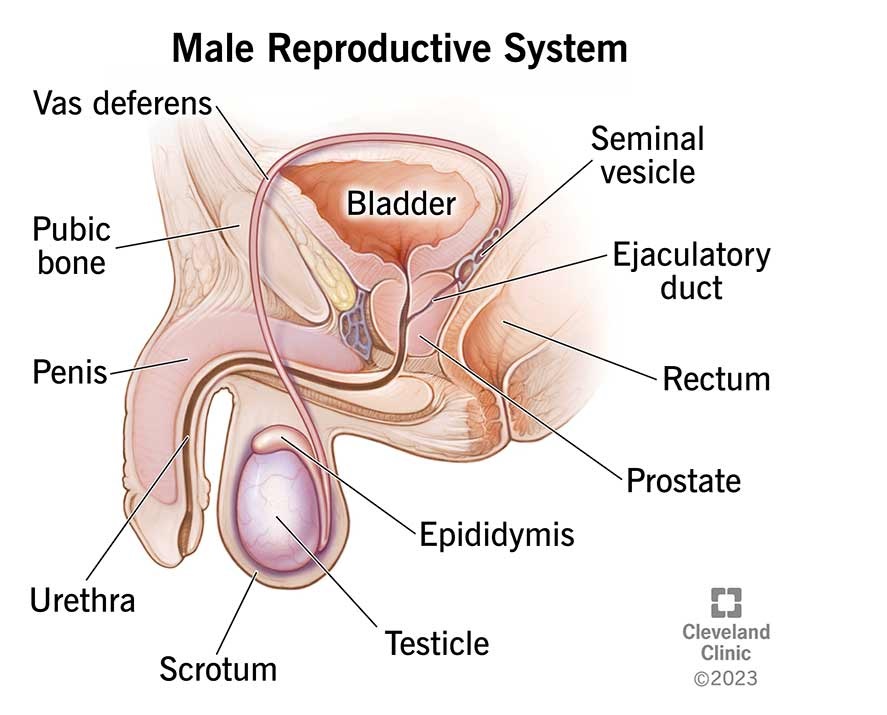 Male Reproductive System
Vas deferens
Seminal
vesicle
Bladder
Pubic
bone
Ejaculatory
duct
Penis
Rectum
Prostate
Epididymis
Urethra
Testicle
Scrotum
Cleveland
Clinic
©2023